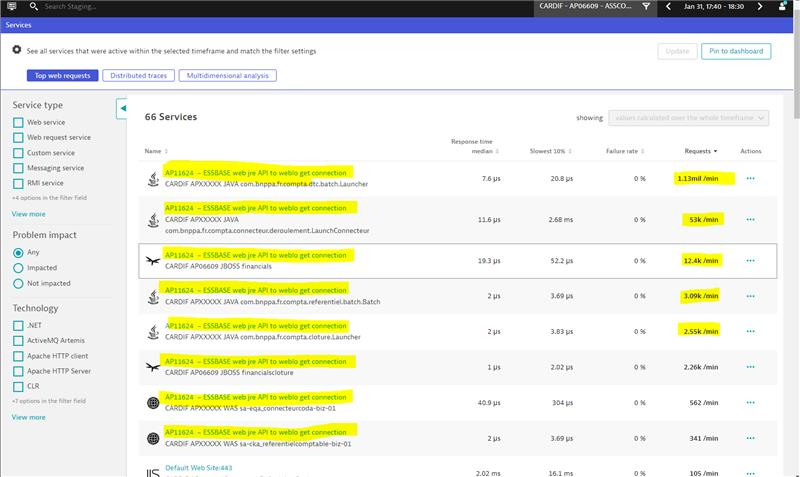 Search Staging...
CARDIF - AP06609 - ASSCO...
Jan 31, 17:40 - 18:30
Services
See all services that were active within the selected timeframe and match the filter settings
Update
Pin to dashboard
Top web requests
Distributed traces
Multidimensional analysis
Service type
Web service
Web request service
Custom service
Messaging service
RMI service
+4 options in the filter field
View more
Problem impact
Any
Impacted
Not impacted
Technology
.NET
ActiveMQ Artemis
Apache HTTP client
Apache HTTP Server
CLR
+7 options in the filter field
View more
66 Services
showing
values calculated over the whole timeframe
Name
Response time median
Slowest 10%
Failure rate
Requests
Actions
AP11624 – ESSBASE web jre API to weblo get connection
CARDIF APXXXXX JAVA com.bnppa.fr.compta.dtc.batch.Launcher
7.6 µs 20.8 µs 0 % 1.13mil /min
AP11624 – ESSBASE web jre API to weblo get connection
CARDIF APXXXXX JAVA
com.bnppa.fr.compta.connecteur.deroulement.LaunchConnecteur
11.6 µs 2.68 ms 0 % 53k /min
AP11624 – ESSBASE web jre API to weblo get connection
CARDIF AP06609 JBOSS financials
19.3 µs 52.2 µs 0 % 12.4k /min
AP11624 – ESSBASE web jre API to weblo get connection
CARDIF APXXXXX JAVA com.bnppa.fr.compta.referentiel.batch.Batch
2 µs 3.69 µs 0 % 3.09k /min
AP11624 – ESSBASE web jre API to weblo get connection
CARDIF APXXXXX JAVA com.bnppa.fr.compta.cloture.Launcher
2 µs 3.83 µs 0 % 2.55k /min
AP11624 – ESSBASE web jre API to weblo get connection
CARDIF AP06609 JBOSS financialscloture
1 µs 2.02 µs 0 % 2.26k /min
AP11624 – ESSBASE web jre API to weblo get connection
CARDIF APXXXXX WAS sa-eqa_connecteurcoda-biz-01
40.9 µs 304 µs 0 % 562 /min
AP11624 – ESSBASE web jre API to weblo get connection
CARDIF APXXXXX WAS sa-cka_referentielcomptable-biz-01
2 µs 3.69 µs 0 % 341 /min
Default Web Site:443
2.02 ms 16.1 ms 0 % 105 /min